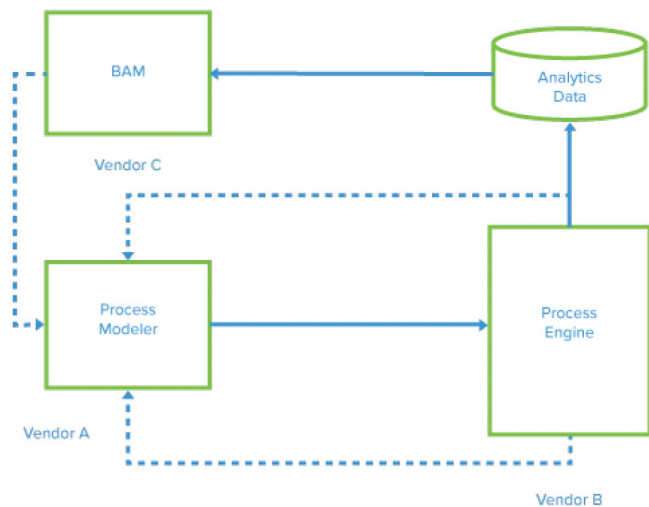 BAM
Analytics
Data
Vendor C
Process
Modeler
Process
Engine
Vendor A
Vendor B